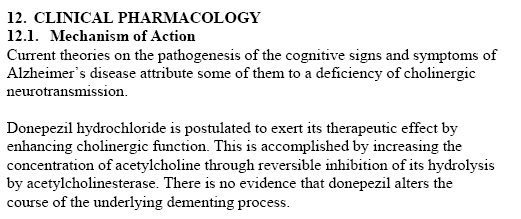 12. CLINICAL PHARMACOLOGY
12.1. Mechanism of Action
Current theories on the pathogenesis of the cognitive signs and symptoms of
Alzheimer's disease attribute some of them to a deficiency of cholinergic
neurotransmission.
Donepezil hydrochloride is postulated to exert its therapeutic effect by
enhancing cholinergic function. This is accomplished by increasing the
concentration of acetylcholine through reversible inhibition of its hydrolysis
by acetylcholinesterase. There is no evidence that donepezil alters the
course of the underlying dementing process.